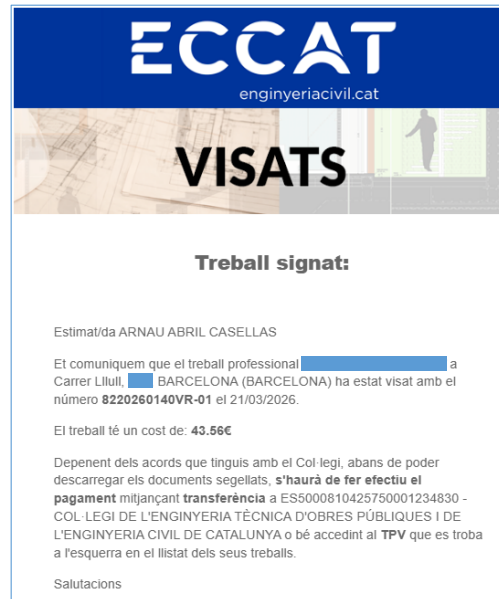 ECCAT
enginyeriacivil.cat
VISATS
Treball signat:
Estimat/da ARNAU ABRIL CASELLAS
Et comuniquem que el treball professional a
Carrer Llull, BARCELONA (BARCELONA) ha estat visat amb el
número 8220260140VR-01 el 21/03/2026.
El treball té un cost de: 43.56€
Depenent dels acords que tinguis amb el Col·legi, abans de poder
descarregar els documents segellats, s'haurà de fer efectiu el
pagament mitjançant transferència a ES5000810425750001234830 -
COL·LEGI DE L'ENGINYERIA TÈCNICA D'OBRES PÚBLIQUES I DE
L'ENGINYERIA CIVIL DE CATALUNYA o bé accedint al TPV que es troba
a l'esquerra en el llistat dels seus treballs.
Salutacions